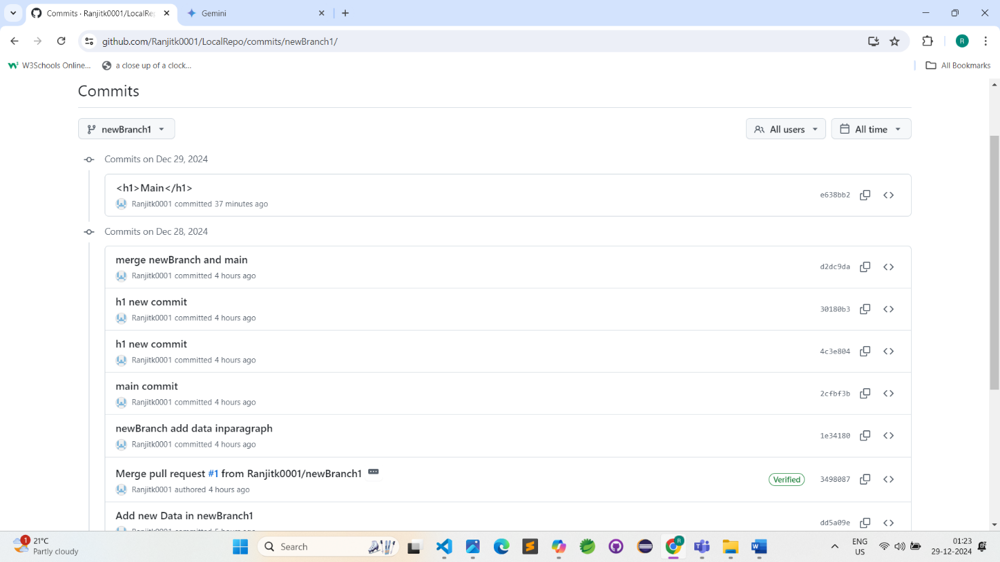 Commits · Ranjitk0001/LocalRep
Gemini
github.com/Ranjitk0001/LocalRepo/commits/newBranch1/
R
W3Schools Online...
a close up of a clock...
All Bookmarks
Commits
newBranch1
All users
All time
Commits on Dec 29, 2024
<h1>Main</h1>
e638bb2
Ranjitk0001 committed 37 minutes ago
Commits on Dec 28, 2024
merge newBranch and main
d2dc9da
Ranjitk0001 committed 4 hours ago
h1 new commit
30180b3
Ranjitk0001 committed 4 hours ago
h1 new commit
4c3e804
Ranjitk0001 committed 4 hours ago
main commit
2cfbf3b
Ranjitk0001 committed 4 hours ago
newBranch add data inparagraph
1e34180
Ranjitk0001 committed 4 hours ago
Merge pull request #1 from Ranjitk0001/newBranch1
Verified
3498087
Ranjitk0001 authored 4 hours ago
Add new Data in newBranch1
dd5a09e
Ranjitk0001 committed 5 hours ago
1
21°C
Partly cloudy
Search
R
ENG
US
01:23
29-12-2024